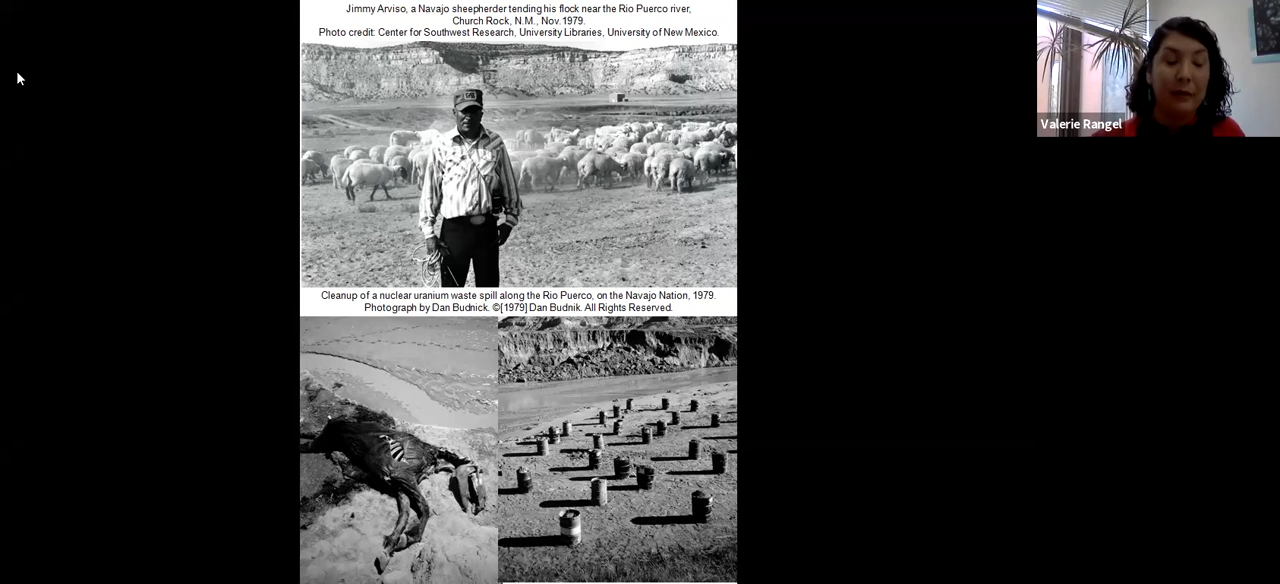 Jimmy Arviso, a Navajo sheepherder tending his flock near the Rio Puerco river,
Church Rock, N.M., Nov.1979.
Photo credit: Center for Southwest Research, University Libraries, University of New Mexico.
Cleanup of a nuclear uranium waste spill along the Rio Puerco, on the Navajo Nation, 1979.
Photograph by Dan Budnick. ©[1979] Dan Budnik. All Rights Reserved.
Valerie Rangel